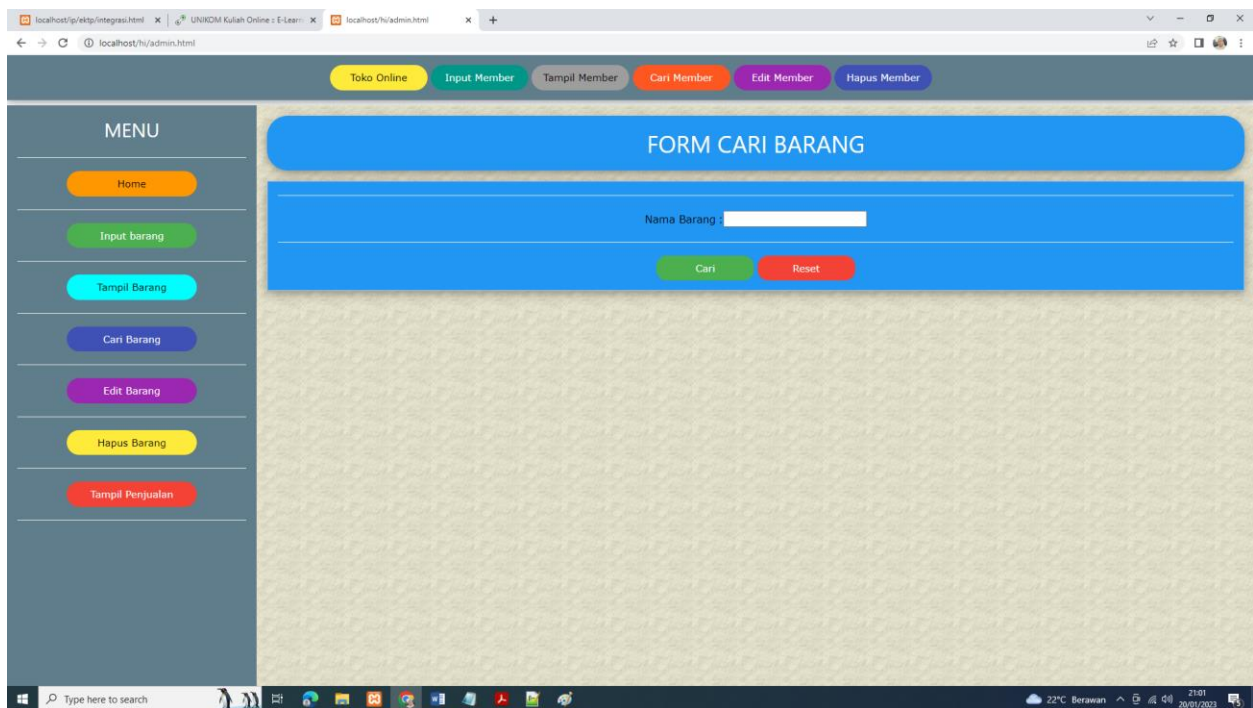 localhost/ip/ektp/integrasi.html
UNIKOM Kuliah Online : E-Learn
localhost/hi/admin.html
localhost/hi/admin.html
Toko Online
Input Member
Tampil Member
Cari Member
Edit Member
Hapus Member
MENU
Home
Input barang
Tampil Barang
Cari Barang
Edit Barang
Hapus Barang
Tampil Penjualan
FORM CARI BARANG
Nama Barang :
Cari
Reset
Type here to search
22°C Berawan
21:01
20/01/2023